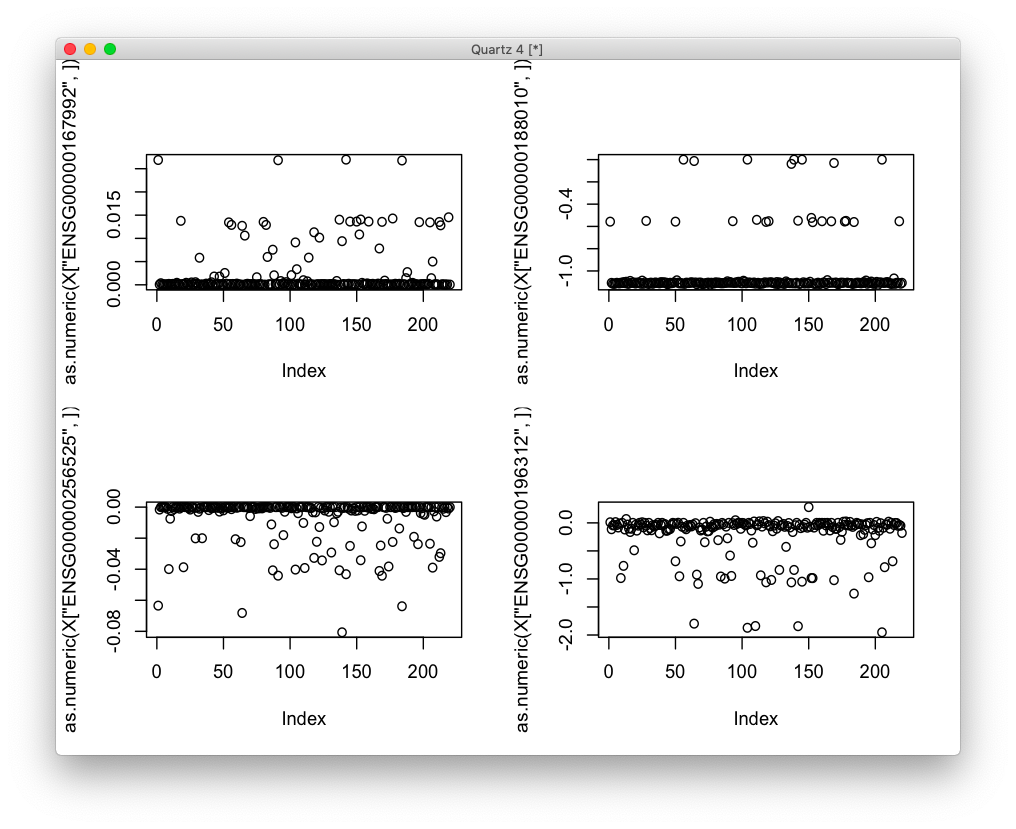 Quartz 4 [*]
as.numeric(X["ENSG00000167992", ])
0.000 0.015
0 50 100 150 200
Index
as.numeric(X["ENSG00000188010", ])
-1.0 -0.4
0 50 100 150 200
Index
as.numeric(X["ENSG00000256525", ])
-0.08 -0.04 0.00
0 50 100 150 200
Index
as.numeric(X["ENSG00000196312", ])
-2.0 -1.0 0.0
0 50 100 150 200
Index